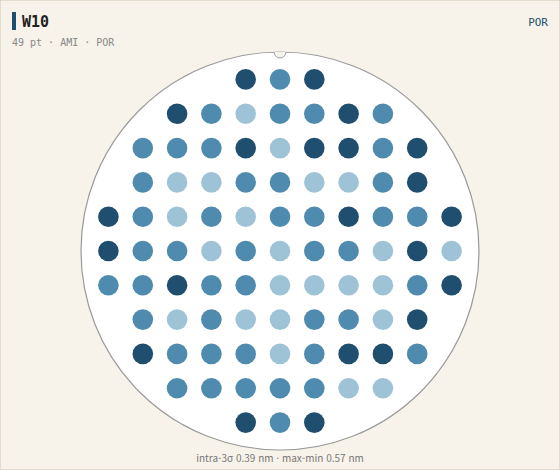 W10
POR
49 pt · AMI · POR
intra-3σ 0.39 nm · max-min 0.57 nm